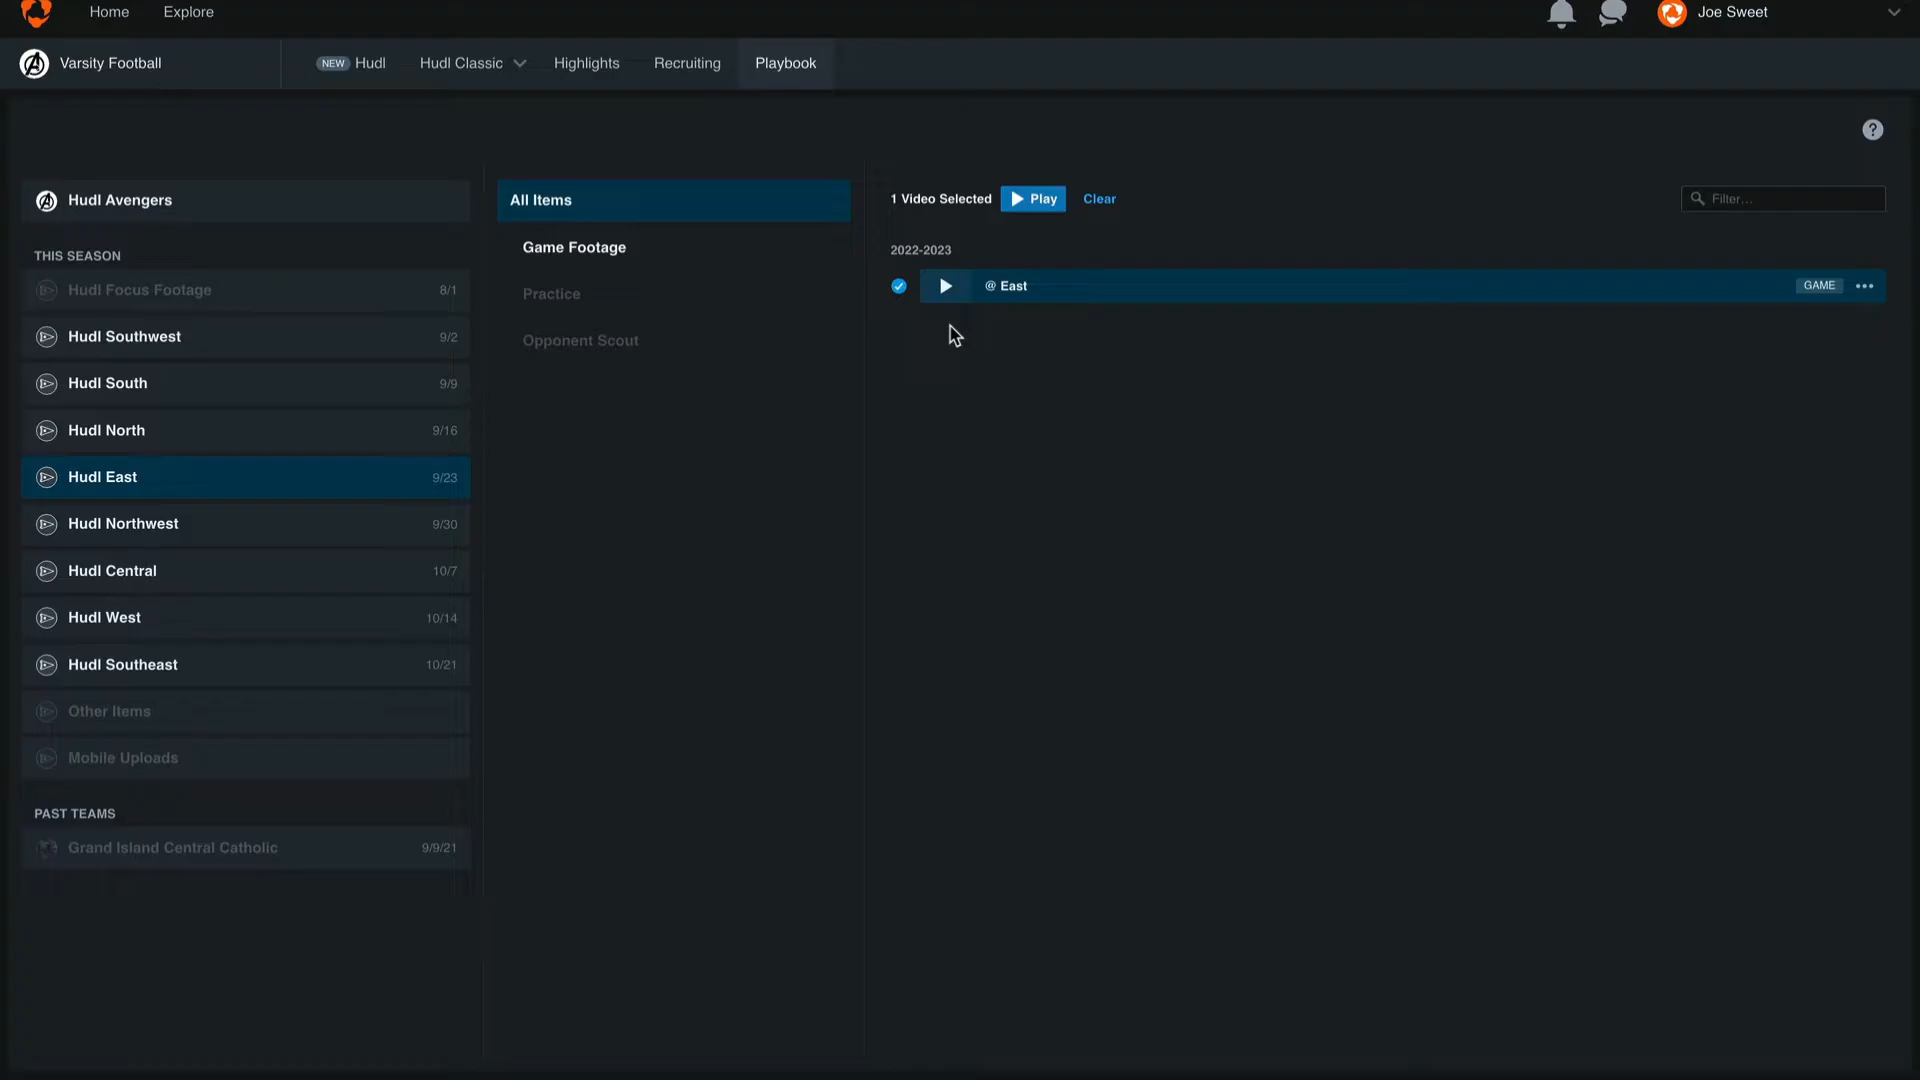 Home Explore Joe Sweet
Varsity Football NEW Hudl Hudl Classic Highlights Recruiting Playbook
?
Hudl Avengers
THIS SEASON
Hudl Focus Footage 8/1
Hudl Southwest 9/2
Hudl South 9/9
Hudl North 9/16
Hudl East 9/23
Hudl Northwest 9/30
Hudl Central 10/7
Hudl West 10/14
Hudl Southeast 10/21
Other Items
Mobile Uploads
PAST TEAMS
Grand Island Central Catholic 9/9/21
All Items
Game Footage
Practice
Opponent Scout
1 Video Selected Play Clear Filter...
2022-2023
@ East GAME